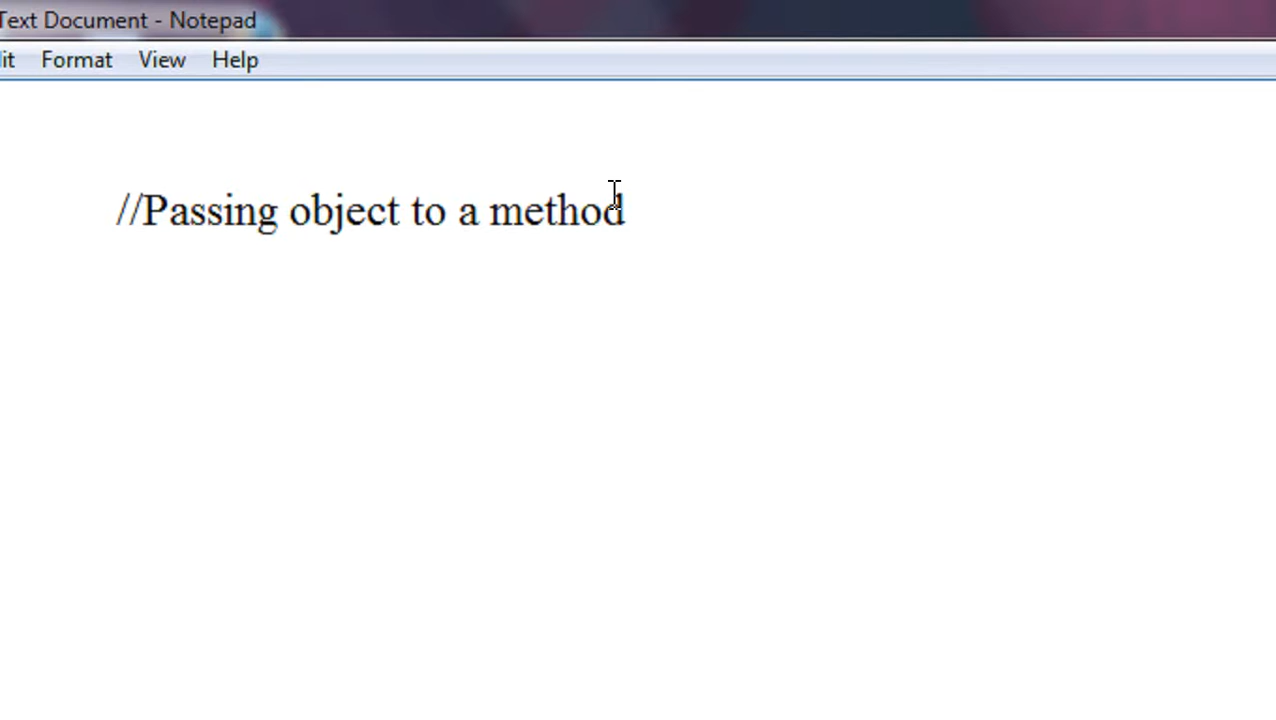 Text Document - Notepad
it Format View Help
//Passing object to a method